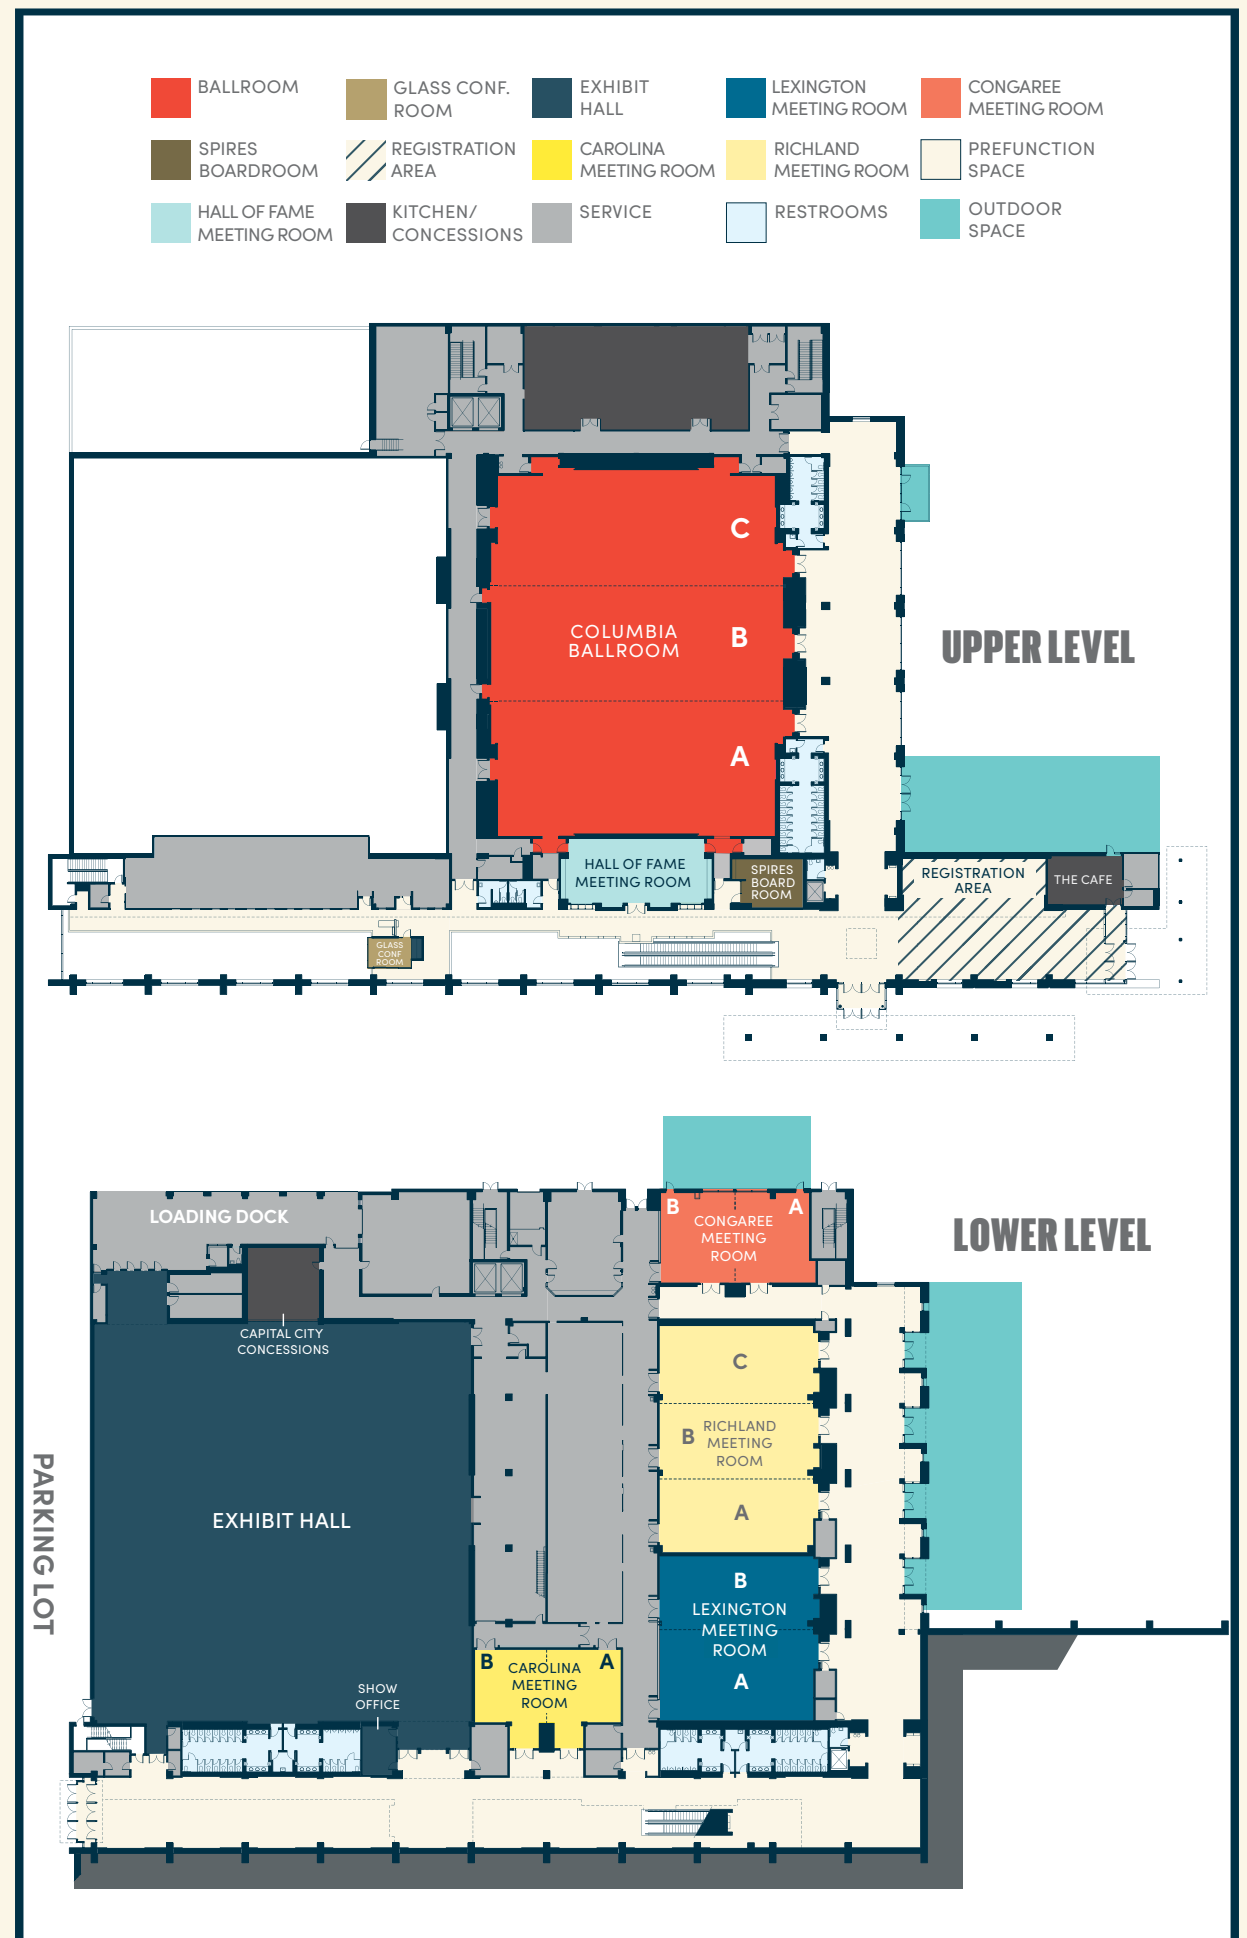 BALLROOM
GLASS CONF.
ROOM
EXHIBIT
HALL
LEXINGTON
MEETING ROOM
CONGAREE
MEETING ROOM
SPIRES
BOARDROOM
REGISTRATION
AREA
CAROLINA
MEETING ROOM
RICHLAND
MEETING ROOM
PREFUNCTION
SPACE
HALL OF FAME
MEETING ROOM
KITCHEN/
CONCESSIONS
SERVICE
RESTROOMS
OUTDOOR
SPACE
C
COLUMBIA
BALLROOM
B
A
UPPER LEVEL
HALL OF FAME
MEETING ROOM
SPIRES
BOARD
ROOM
REGISTRATION
AREA
THE CAFE
GLASS
CONF
ROOM
LOADING DOCK
B
A
CONGAREE
MEETING
ROOM
LOWER LEVEL
CAPITAL CITY
CONCESSIONS
C
B
RICHLAND
MEETING
ROOM
A
PARKING LOT
EXHIBIT HALL
B
LEXINGTON
MEETING
ROOM
A
B
A
CAROLINA
MEETING
ROOM
SHOW
OFFICE